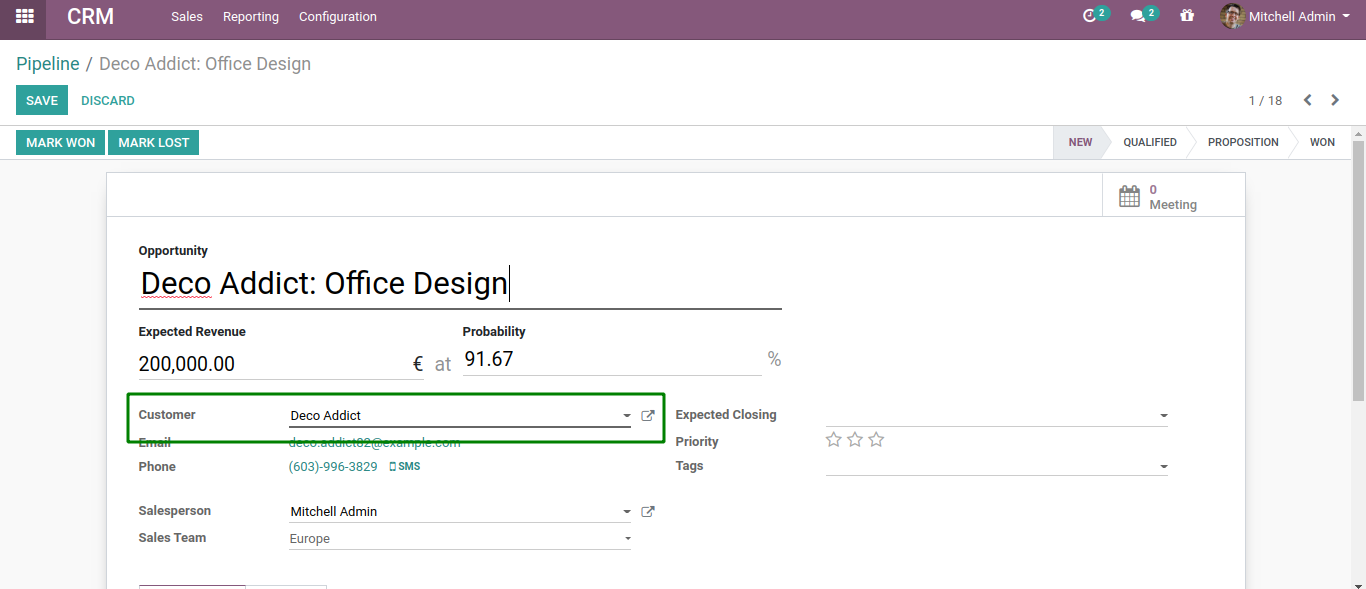 CRM Sales Reporting Configuration 2 2 Mitchell Admin
Pipeline / Deco Addict: Office Design
SAVE DISCARD 1 / 18
MARK WON MARK LOST NEW QUALIFIED PROPOSITION WON
0
Meeting
Opportunity
Deco Addict: Office Design
Expected Revenue Probability
200,000.00 € at 91.67 %
Customer Deco Addict Expected Closing
Email deco.addict82@example.com Priority
Phone (603)-996-3829 SMS Tags
Salesperson Mitchell Admin
Sales Team Europe